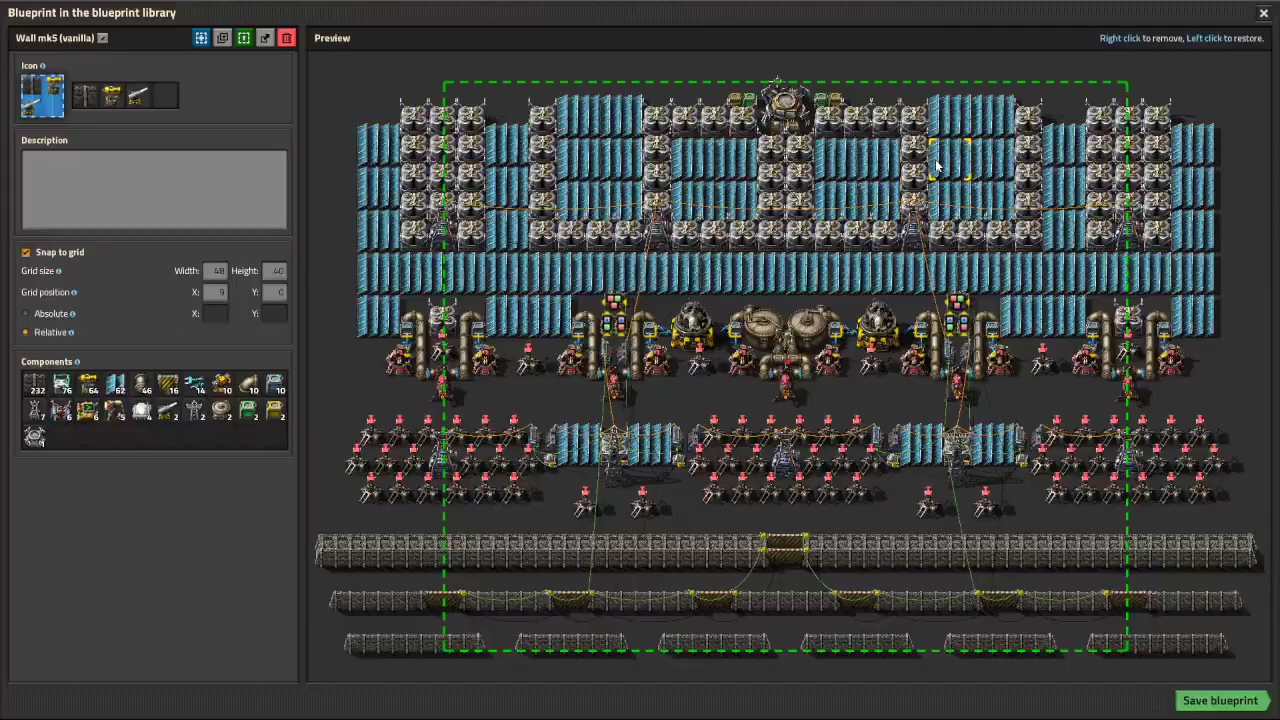 Blueprint in the blueprint library
Wall mk5 (vanilla)
Preview
Right click to remove, Left click to restore.
Icon
Description
Snap to grid
Grid size Width: 48 Height: 40
Grid position X: 9 Y: 0
Absolute X: Y:
Relative
Components
232 76 64 62 46 16 14 10 10 10
7 6 6 5 4 2 2 2 2 2
Save blueprint